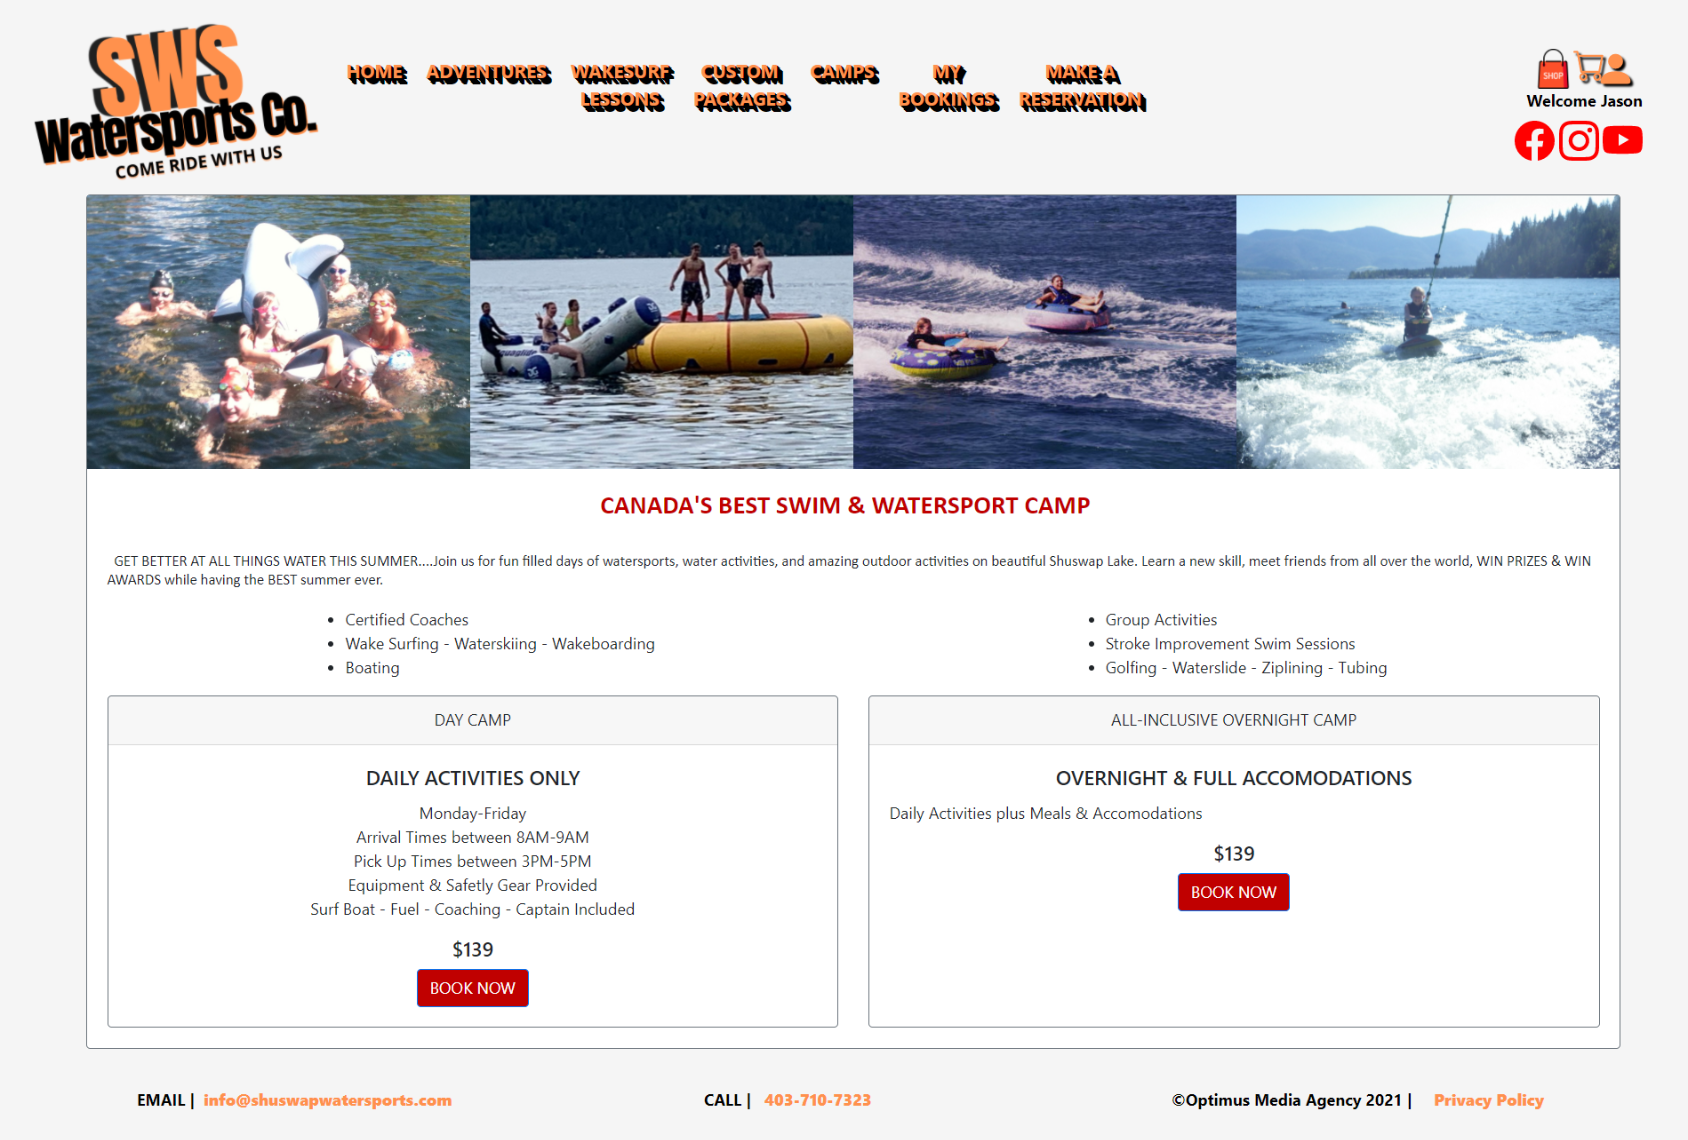 SWS
Watersports Co.
COME RIDE WITH US
HOME
ADVENTURES
WAKESURF
LESSONS
CUSTOM
PACKAGES
CAMPS
MY
BOOKINGS
MAKE A
RESERVATION
SHOP
Welcome Jason
CANADA'S BEST SWIM & WATERSPORT CAMP
GET BETTER AT ALL THINGS WATER THIS SUMMER....Join us for fun filled days of watersports, water activities, and amazing outdoor activities on beautiful Shuswap Lake. Learn a new skill, meet friends from all over the world, WIN PRIZES & WIN
AWARDS while having the BEST summer ever.
• Certified Coaches
• Wake Surfing - Waterskiing - Wakeboarding
• Boating
• Group Activities
• Stroke Improvement Swim Sessions
• Golfing - Waterslide - Ziplining - Tubing
DAY CAMP
DAILY ACTIVITIES ONLY
Monday-Friday
Arrival Times between 8AM-9AM
Pick Up Times between 3PM-5PM
Equipment & Safetly Gear Provided
Surf Boat - Fuel - Coaching - Captain Included
$139
BOOK NOW
ALL-INCLUSIVE OVERNIGHT CAMP
OVERNIGHT & FULL ACCOMODATIONS
Daily Activities plus Meals & Accomodations
$139
BOOK NOW
EMAIL | info@shuswapwatersports.com
CALL | 403-710-7323
©Optimus Media Agency 2021 | Privacy Policy